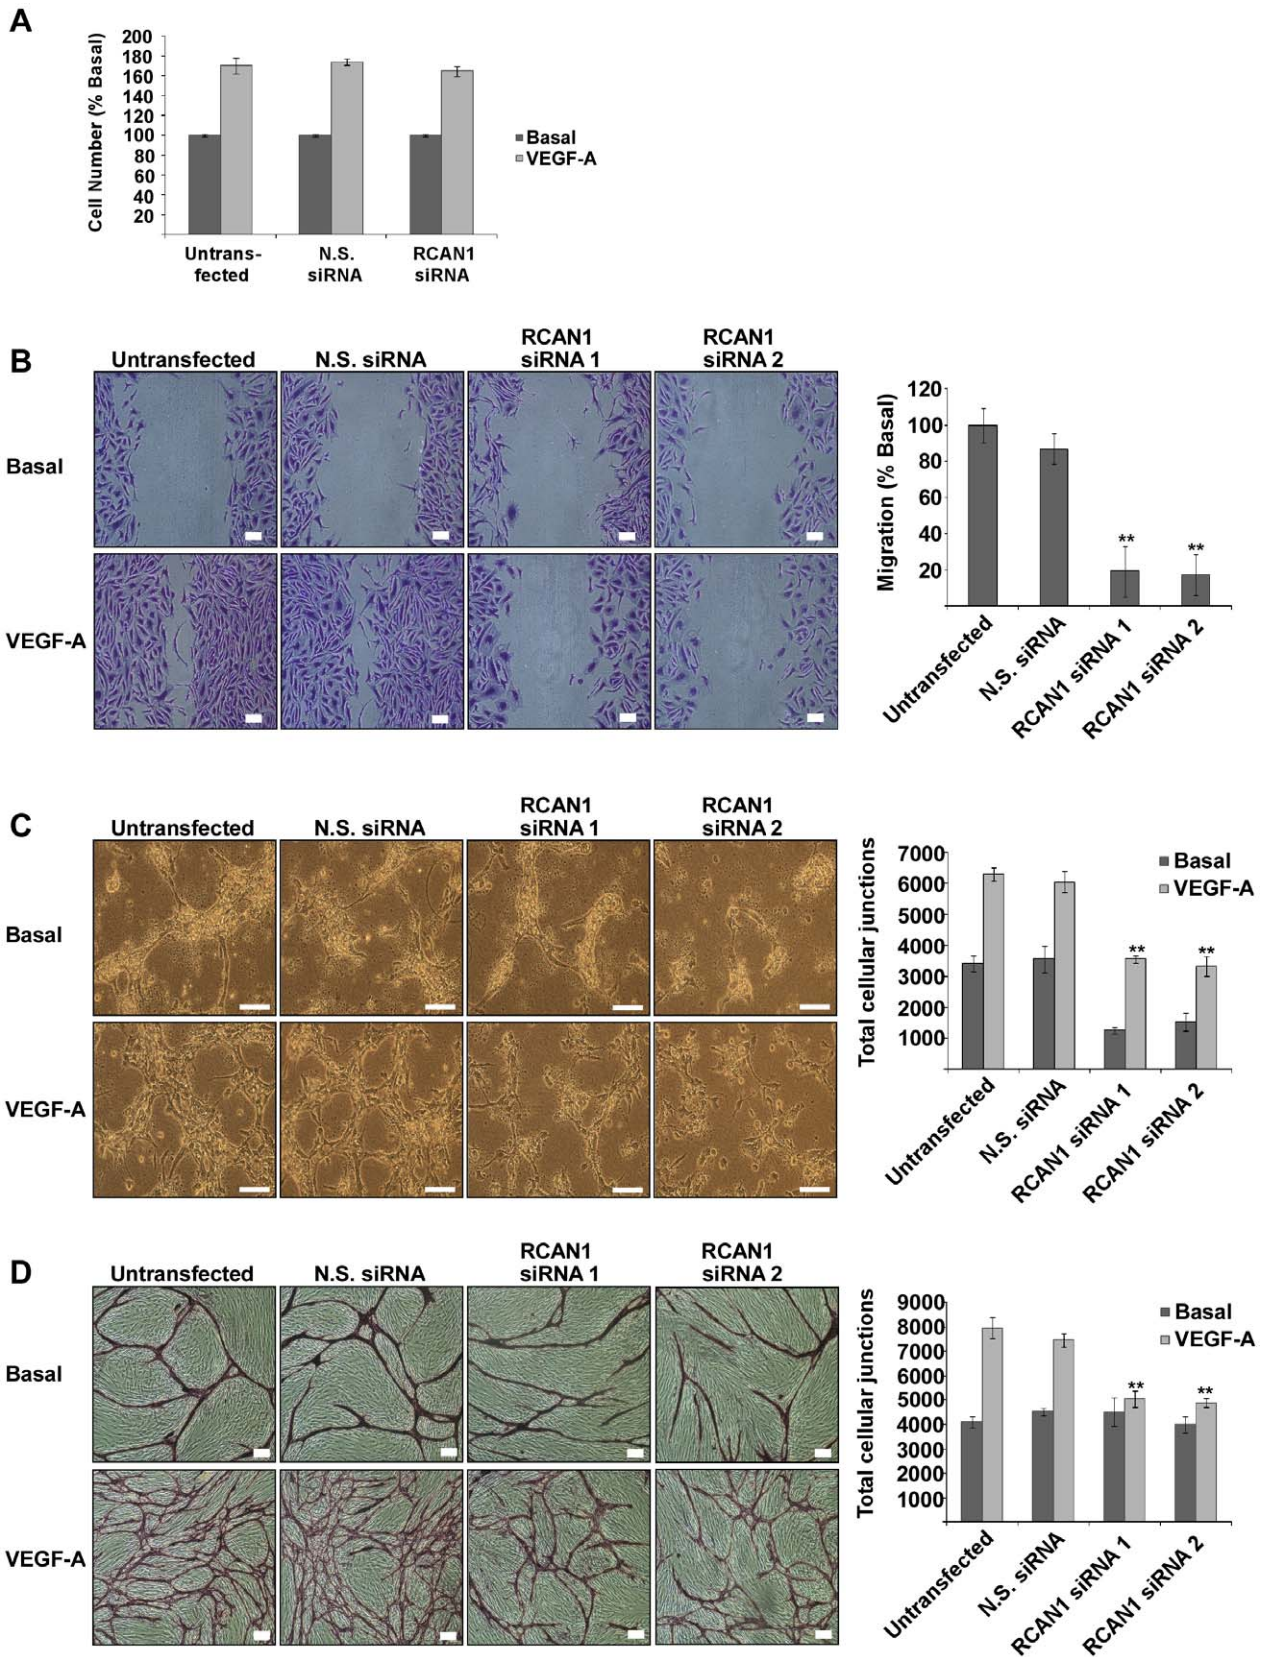 A
200
180
160
140
120
100
80
60
40
20
Cell Number (% Basal)
Basal
VEGF-A
Untrans-
fected
N.S.
siRNA
RCAN1
siRNA
B
Untransfected
N.S. siRNA
RCAN1
siRNA 1
RCAN1
siRNA 2
Basal
VEGF-A
120
100
80
60
40
20
Migration (% Basal)
**
**
Untransfected
N.S. siRNA
RCAN1 siRNA 1
RCAN1 siRNA 2
C
Untransfected
N.S. siRNA
RCAN1
siRNA 1
RCAN1
siRNA 2
Basal
VEGF-A
7000
6000
5000
4000
3000
2000
1000
Total cellular junctions
Basal
VEGF-A
**
**
Untransfected
N.S. siRNA
RCAN1 siRNA 1
RCAN1 siRNA 2
D
Untransfected
N.S. siRNA
RCAN1
siRNA 1
RCAN1
siRNA 2
Basal
VEGF-A
9000
8000
7000
6000
5000
4000
3000
2000
1000
Total cellular junctions
Basal
VEGF-A
**
**
Untransfected
N.S. siRNA
RCAN1 siRNA 1
RCAN1 siRNA 2